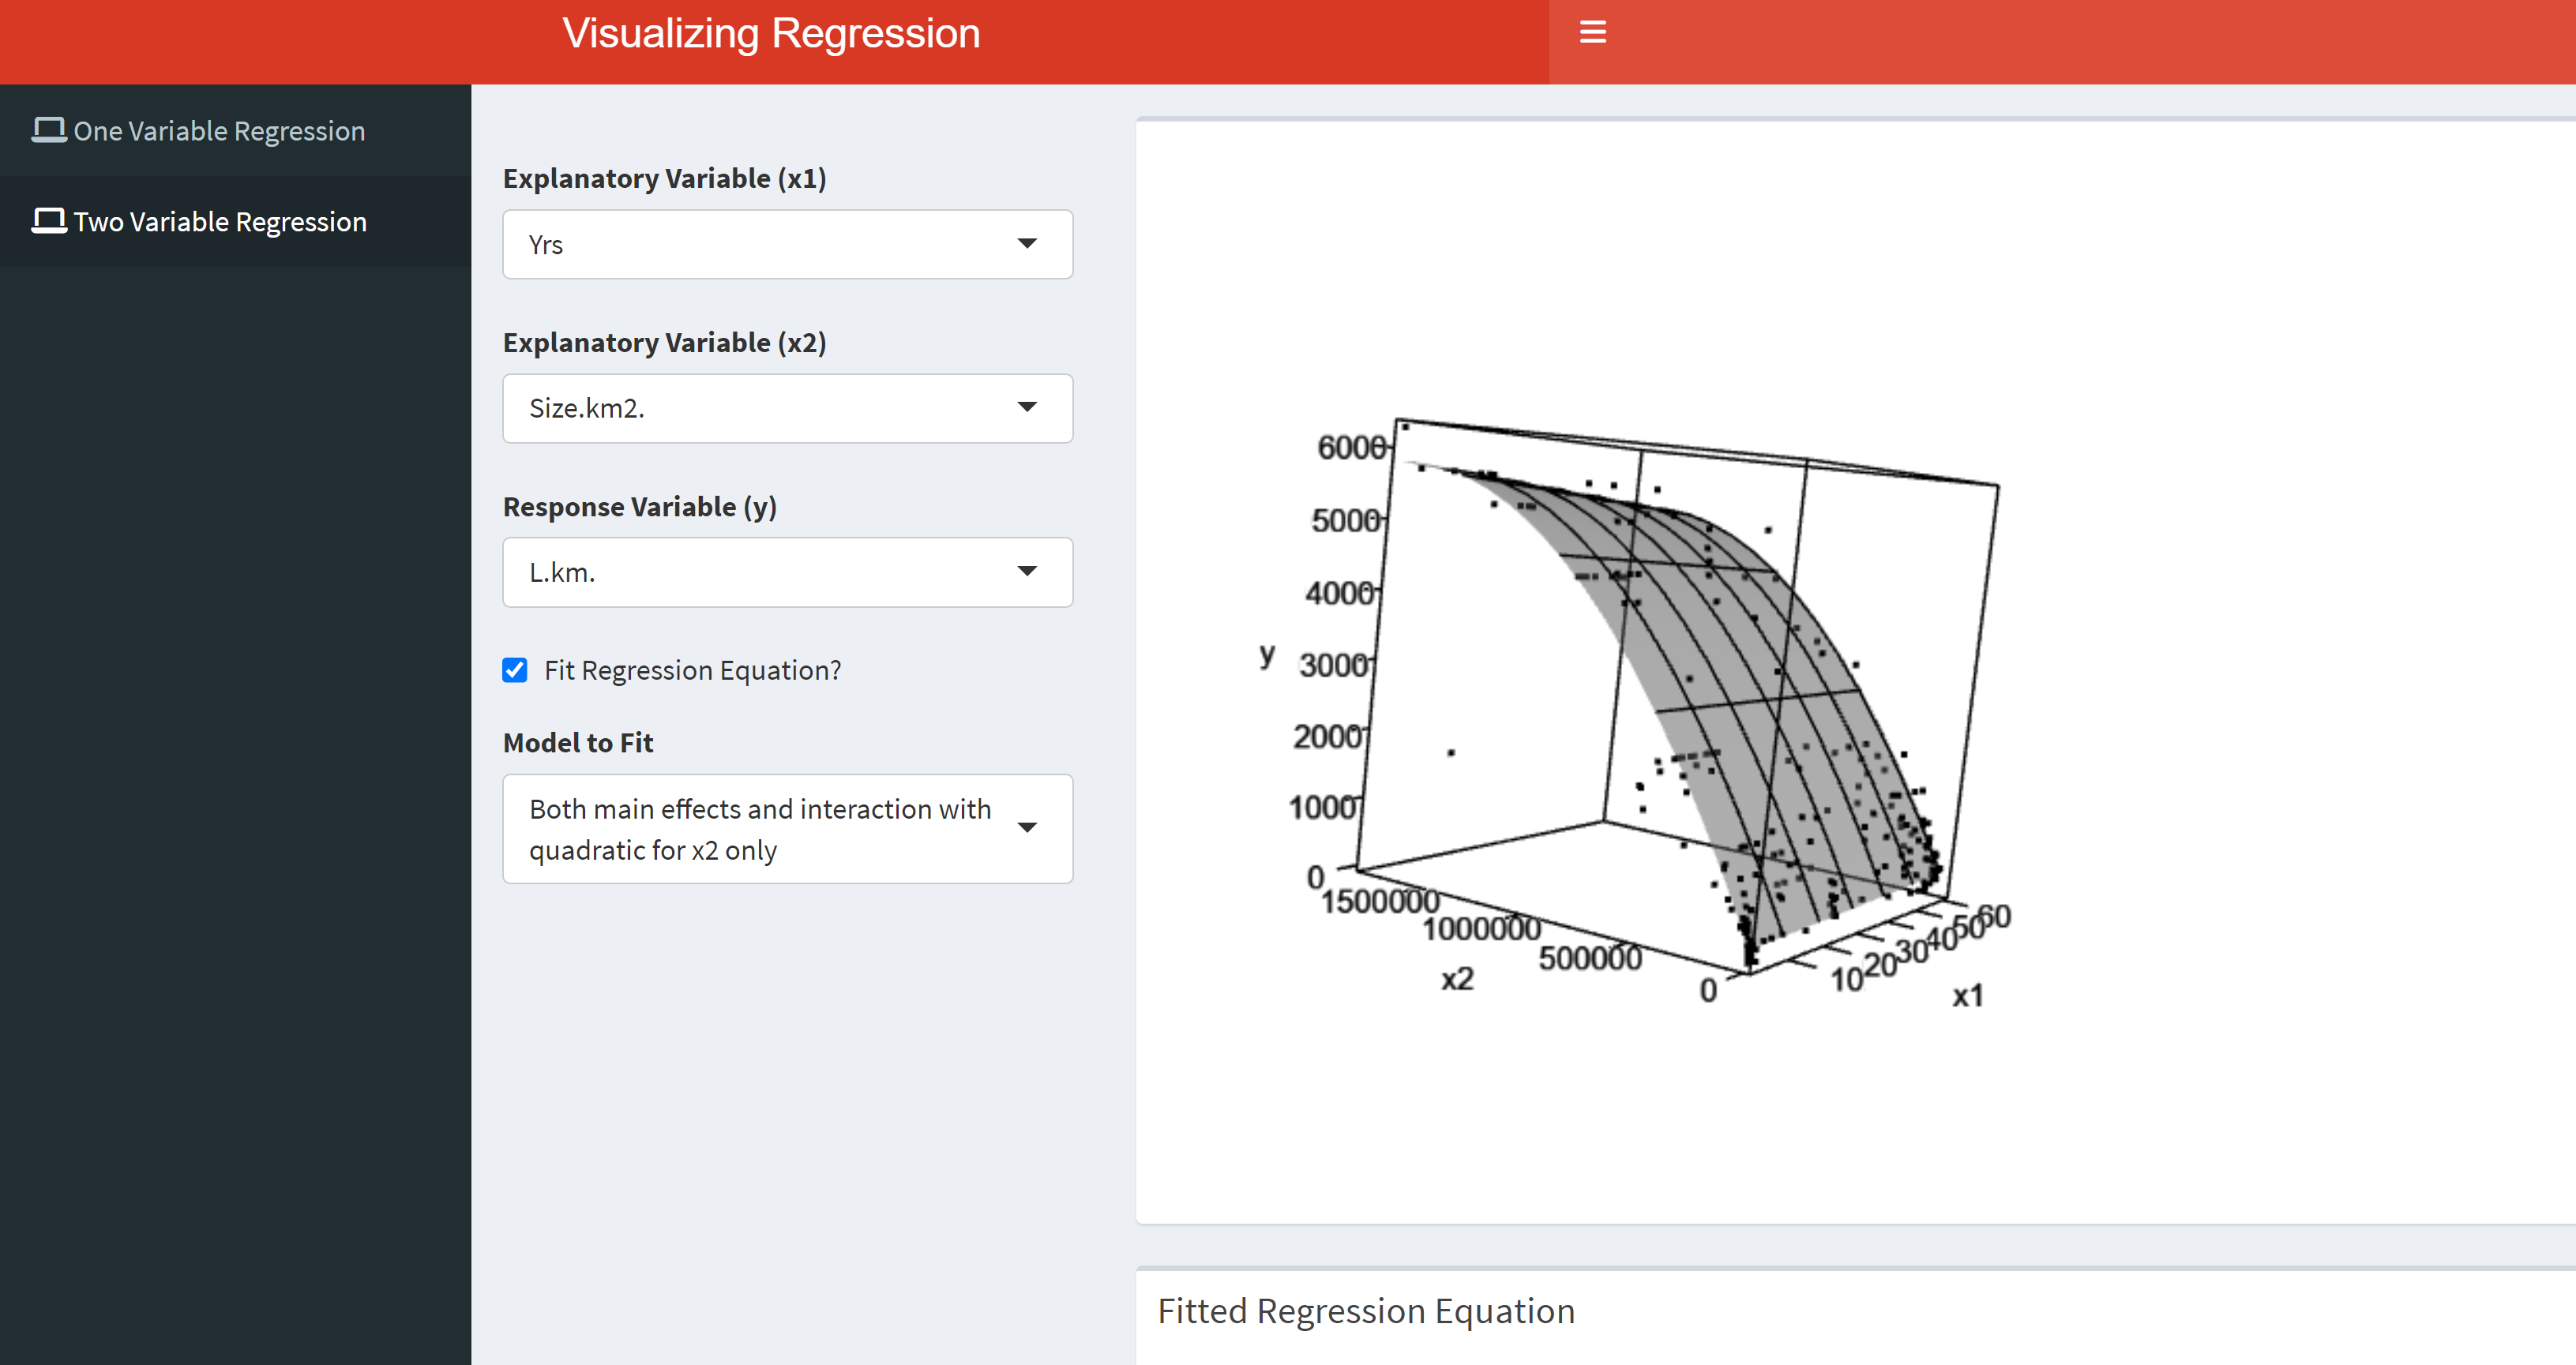 Visualizing Regression
One Variable Regression
Two Variable Regression
Explanatory Variable (x1)
Yrs
Explanatory Variable (x2)
Size.km2.
Response Variable (y)
L.km.
Fit Regression Equation?
Model to Fit
Both main effects and interaction with
quadratic for x2 only
6000
5000
4000
3000
2000
1000
0
y
1500000
1000000
500000
0
x2
10
20
30
40
50
60
x1
Fitted Regression Equation